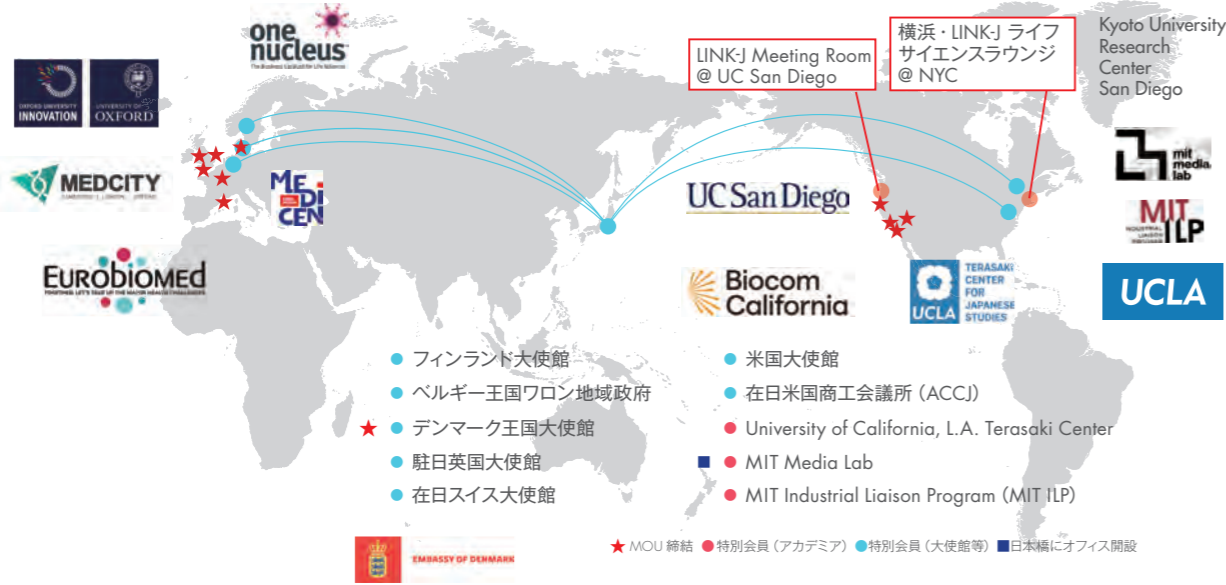 one
nucleus
OXFORD UNIVERSITY
INNOVATION
UNIVERSITY OF
OXFORD
MEDCITY
MEDICEN
EUROBIOMED
LINK-J Meeting Room
@ UC San Diego
横浜・LINK-J ライフ
サイエンスラウンジ
@ NYC
Kyoto University
Research
Center
San Diego
mit
media
lab
MIT
INDUSTRIAL
LIAISON
PROGRAM
ILP
UC San Diego
Biocom
California
UCLA
TERASAKI
CENTER
FOR
JAPANESE
STUDIES
UCLA
フィンランド大使館
ベルギー王国ワロン地域政府
★ デンマーク王国大使館
駐日英国大使館
在日スイス大使館
米国大使館
在日米国商工会議所（ACCJ）
University of California, L.A. Terasaki Center
■ MIT Media Lab
MIT Industrial Liaison Program (MIT ILP)
EMBASSY OF DENMARK
★ MOU 締結 ●特別会員（アカデミア） ●特別会員（大使館等） ■日本橋にオフィス開設